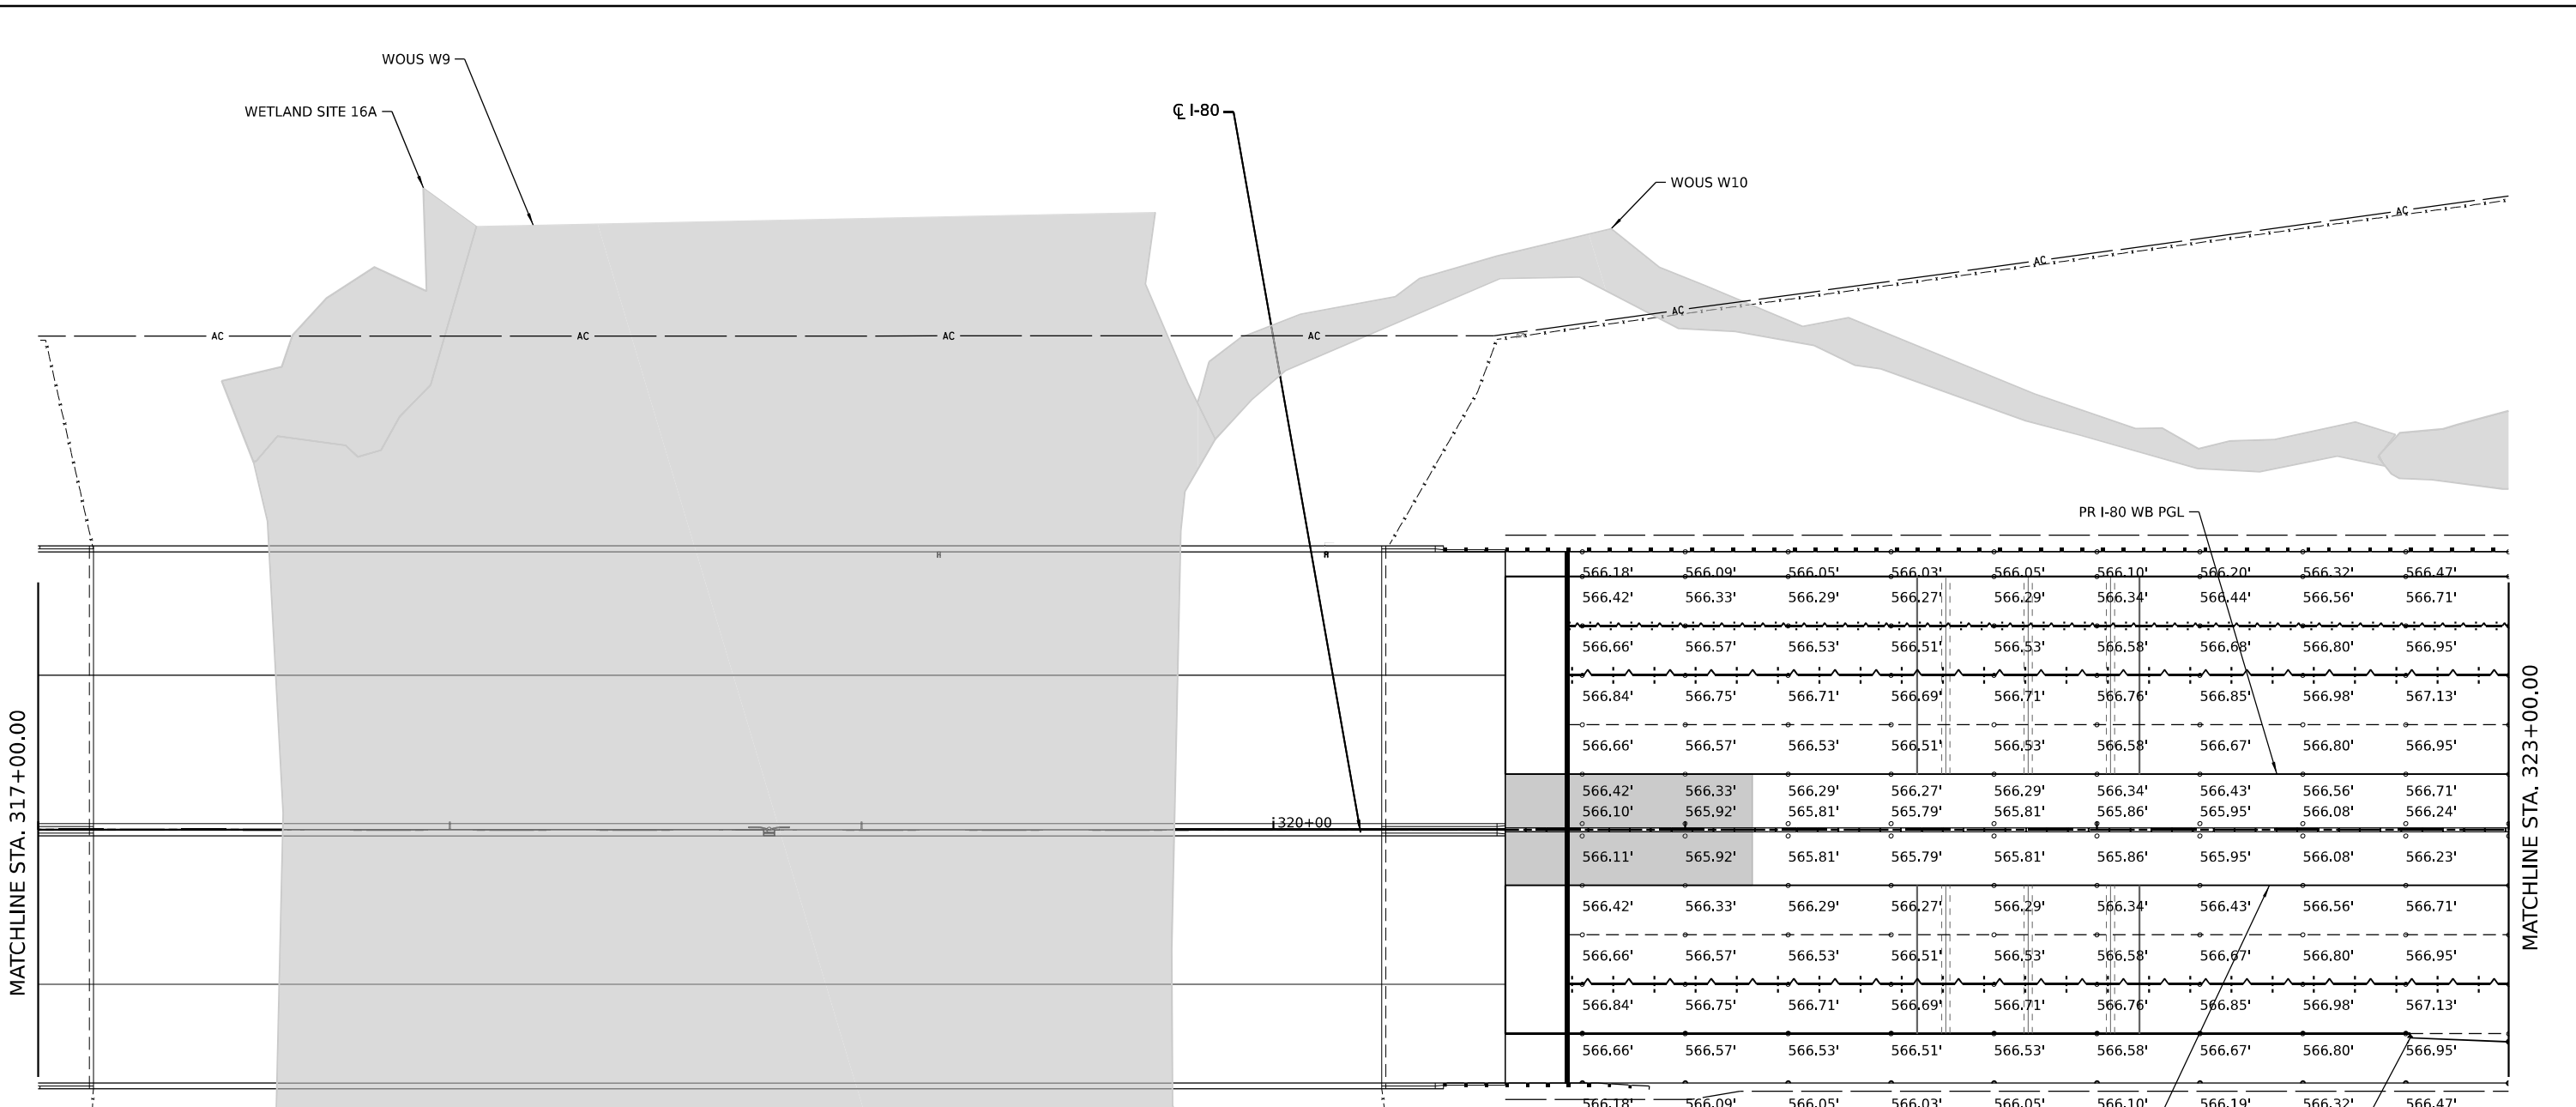 WOUS W9
WETLAND SITE 16A
℄ I-80
WOUS W10
AC
AC
AC
AC AC AC AC AC
PR I-80 WB PGL
H
566.18' 566.09' 566.05' 566.03' 566.05' 566.10' 566.20' 566.32' 566.47'
566.42' 566.33' 566.29' 566.27' 566.29' 566.34' 566.44' 566.56' 566.71'
566.66' 566.57' 566.53' 566.51' 566.53' 566.58' 566.68' 566.80' 566.95'
566.84' 566.75' 566.71' 566.69' 566.71' 566.76' 566.85' 566.98' 567.13'
566.66' 566.57' 566.53' 566.51' 566.53' 566.58' 566.67' 566.80' 566.95'
566.42' 566.33' 566.29' 566.27' 566.29' 566.34' 566.43' 566.56' 566.71'
566.10' 565.92' 565.81' 565.79' 565.81' 565.86' 565.95' 566.08' 566.24'
320+00
566.11' 565.92' 565.81' 565.79' 565.81' 565.86' 565.95' 566.08' 566.23'
566.42' 566.33' 566.29' 566.27' 566.29' 566.34' 566.43' 566.56' 566.71'
566.66' 566.57' 566.53' 566.51' 566.53' 566.58' 566.67' 566.80' 566.95'
566.84' 566.75' 566.71' 566.69' 566.71' 566.76' 566.85' 566.98' 567.13'
566.66' 566.57' 566.53' 566.51' 566.53' 566.58' 566.67' 566.80' 566.95'
566.18' 566.09' 566.05' 566.03' 566.05' 566.10' 566.19' 566.32' 566.47'
MATCHLINE STA. 317+00.00
MATCHLINE STA. 323+00.00